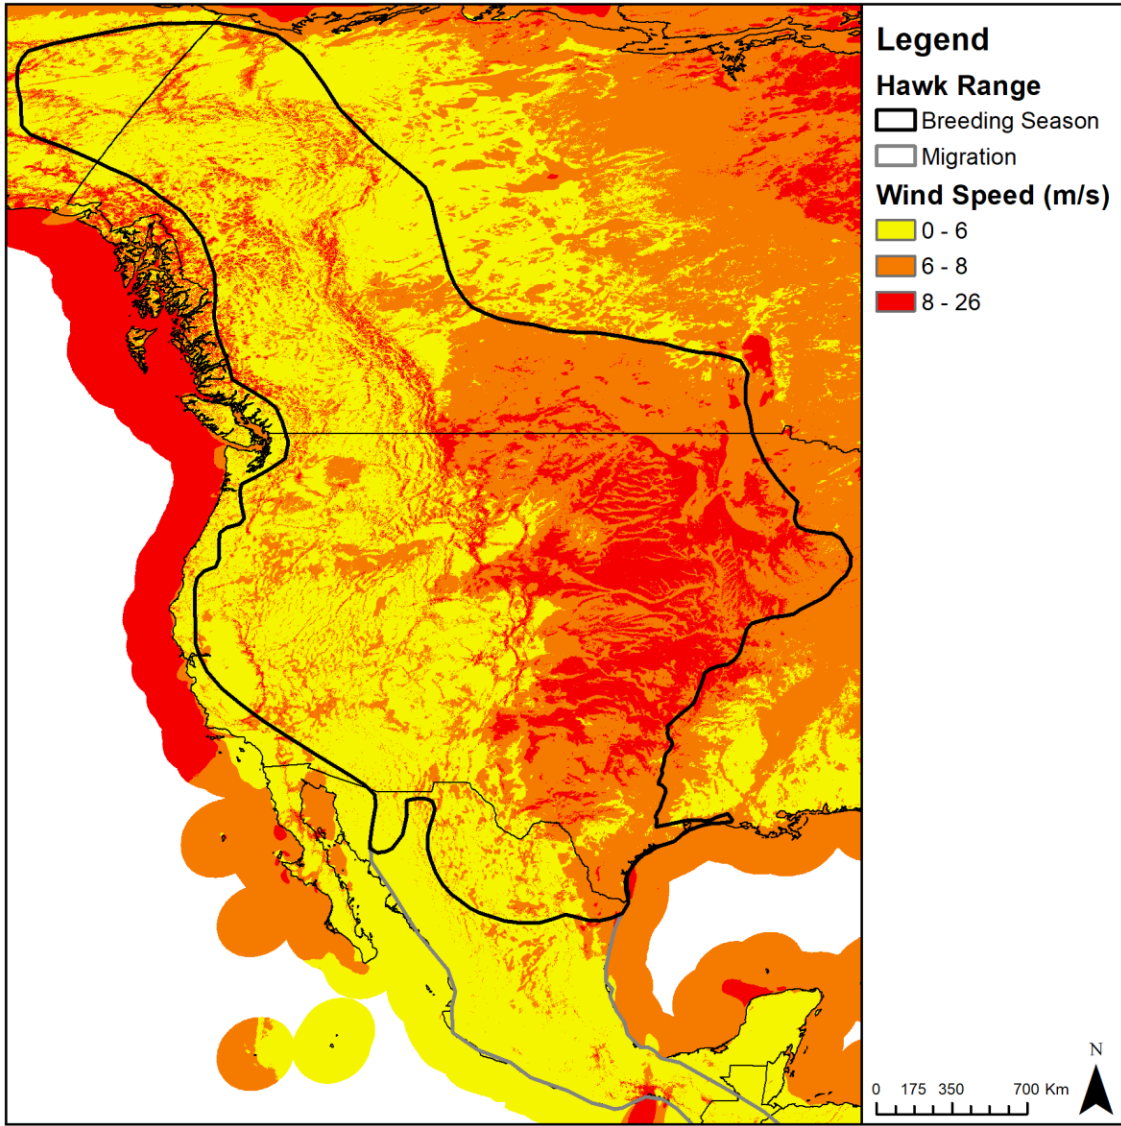 Legend
Hawk Range
Breeding Season
Migration
Wind Speed (m/s)
0 - 6
6 - 8
8 - 26
N
0 175 350 700 Km